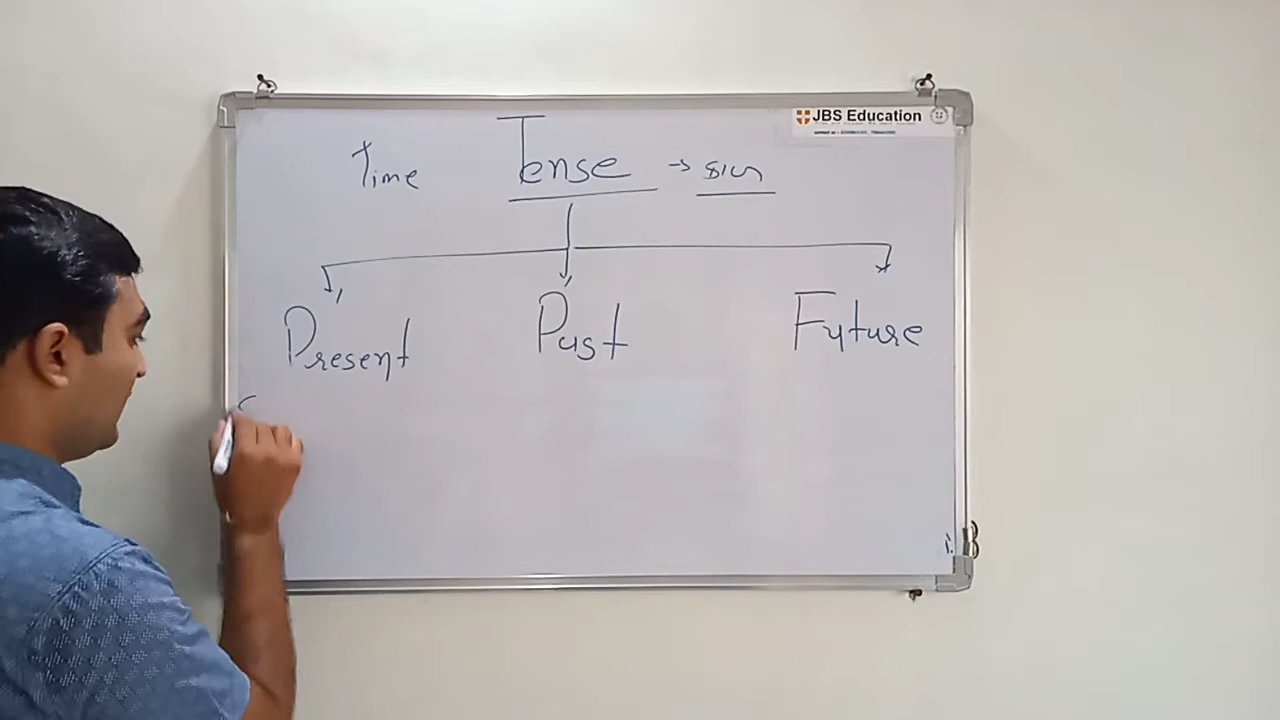 JBS Education
Time Tense → કાળ
Present Past Future